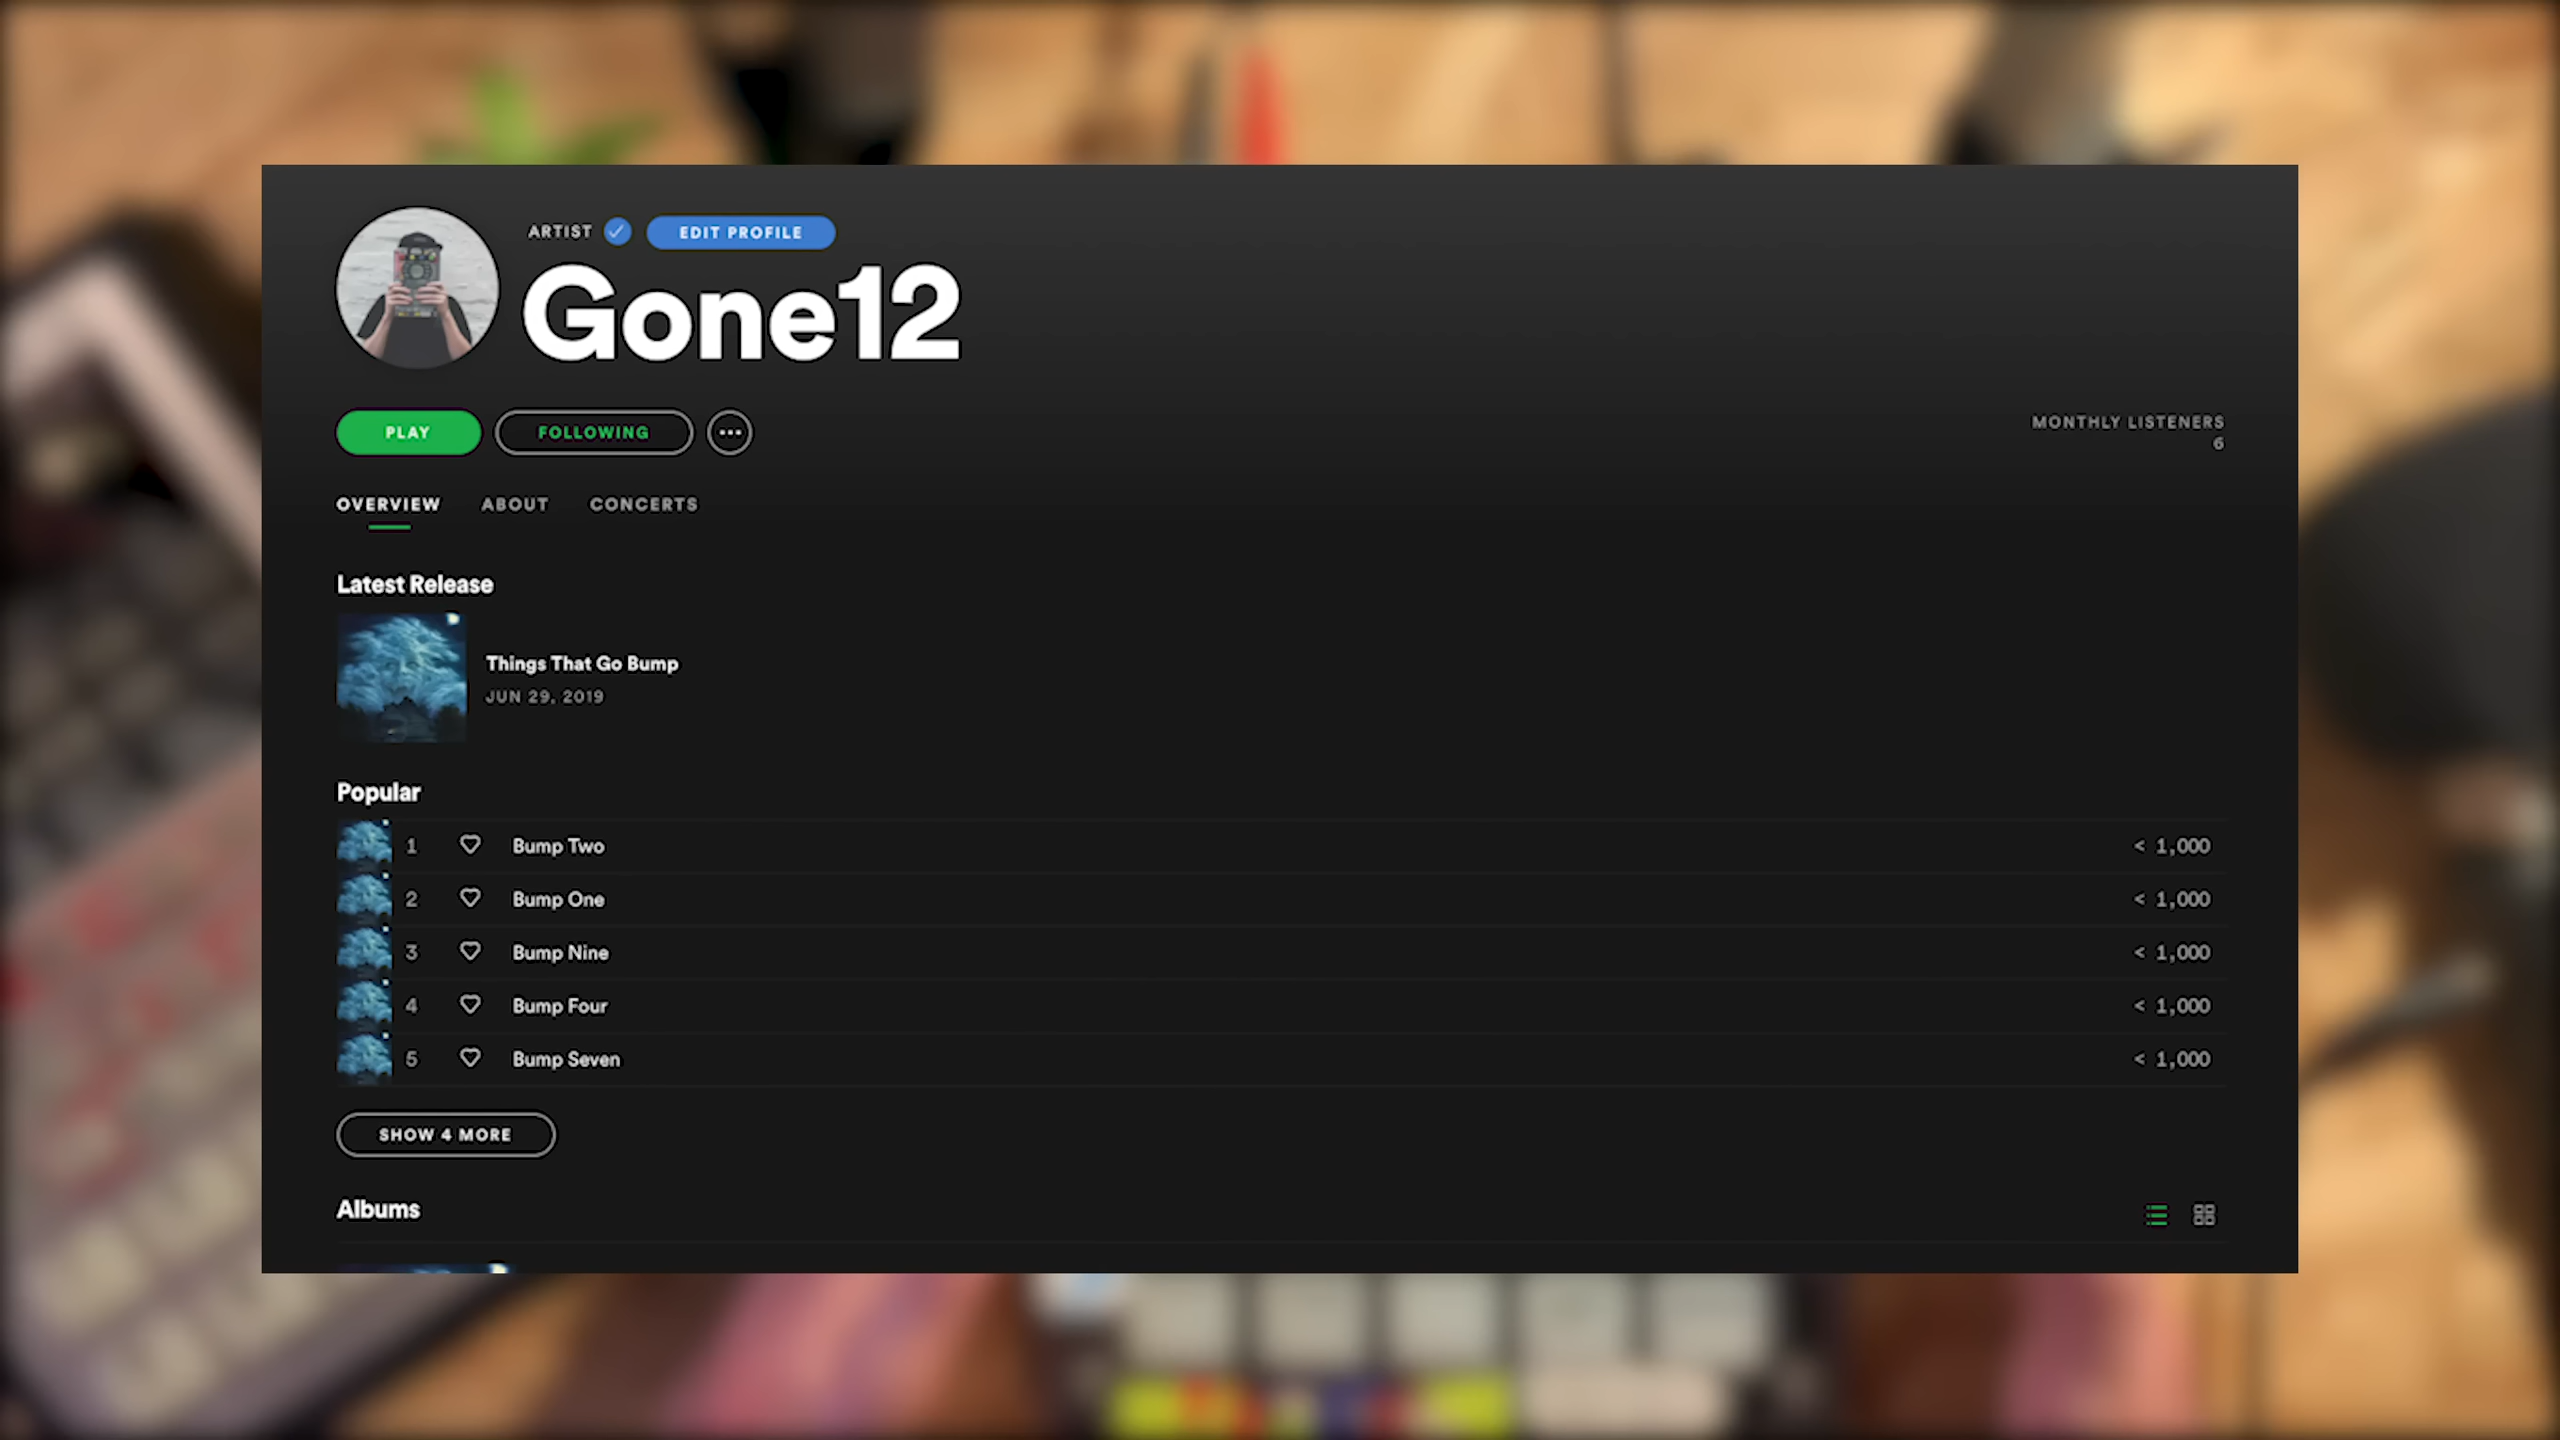 ARTIST
EDIT PROFILE
Gone12
PLAY
FOLLOWING
MONTHLY LISTENERS
6
OVERVIEW
ABOUT
CONCERTS
Latest Release
Things That Go Bump
JUN 29, 2019
Popular
1 Bump Two < 1,000
2 Bump One < 1,000
3 Bump Nine < 1,000
4 Bump Four < 1,000
5 Bump Seven < 1,000
SHOW 4 MORE
Albums